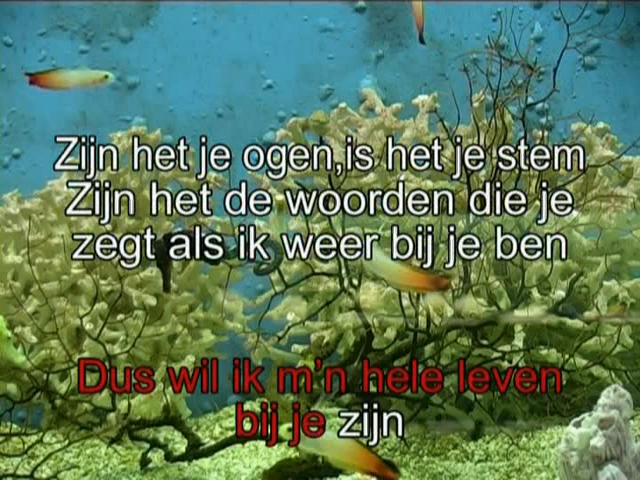 Zijn het je ogen,is het je stem
Zijn het de woorden die je
zegt als ik weer bij je ben
Dus wil ik m'n hele leven
bij je zijn